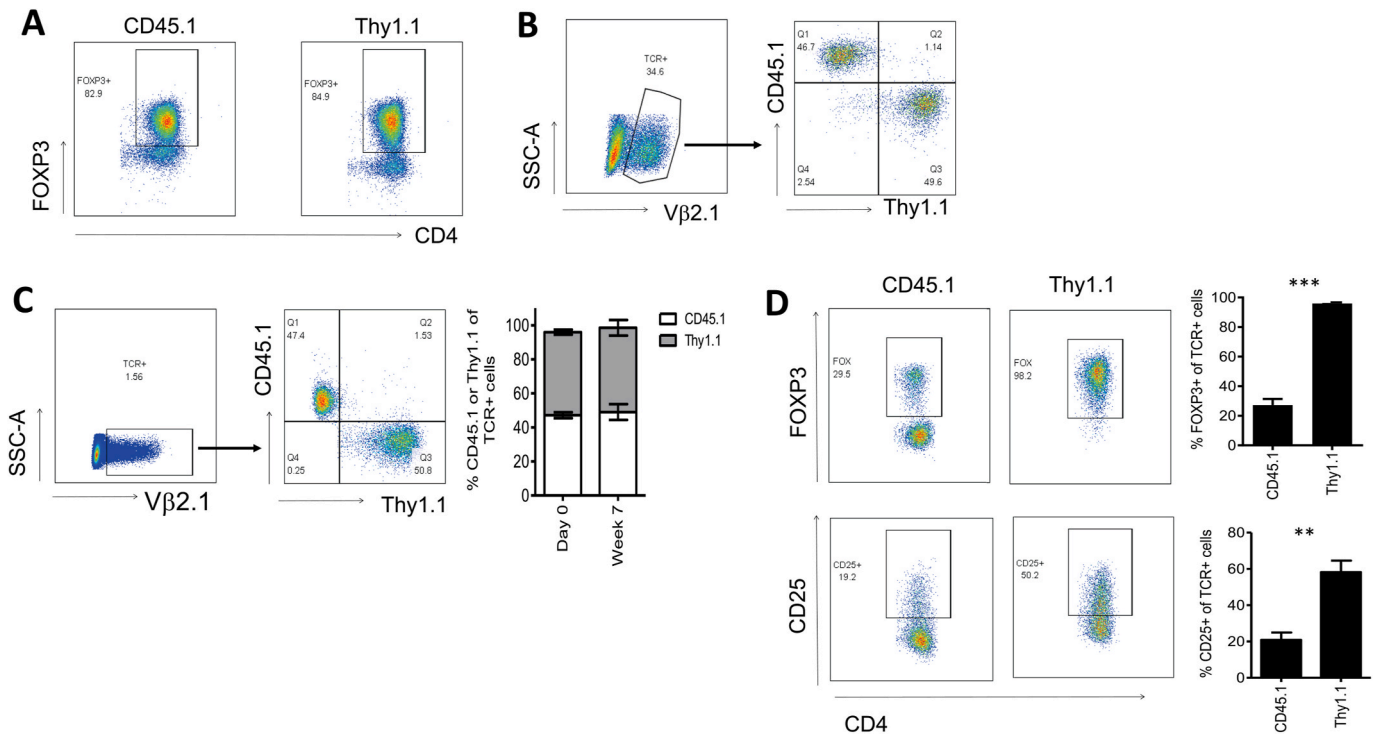 A
CD45.1
Thy1.1
FOXP3+
82.9
FOXP3+
84.9
FOXP3
CD4
B
TCR+
34.6
SSC-A
Vβ2.1
CD45.1
Q1
46.7
Q2
1.14
Q4
2.54
Q3
49.6
Thy1.1
C
TCR+
1.56
SSC-A
Vβ2.1
CD45.1
Q1
47.4
Q2
1.53
Q4
0.25
Q3
50.8
Thy1.1
% CD45.1 or Thy1.1 of
TCR+ cells
100
80
60
40
20
0
Day 0
Week 7
CD45.1
Thy1.1
D
CD45.1
Thy1.1
FOXP3
FOX
29.5
FOX
98.2
% FOXP3+ of TCR+ cells
***
100
80
60
40
20
0
CD45.1
Thy1.1
CD25
CD25+
19.2
CD25+
50.2
CD4
% CD25+ of TCR+ cells
**
80
60
40
20
0
CD45.1
Thy1.1